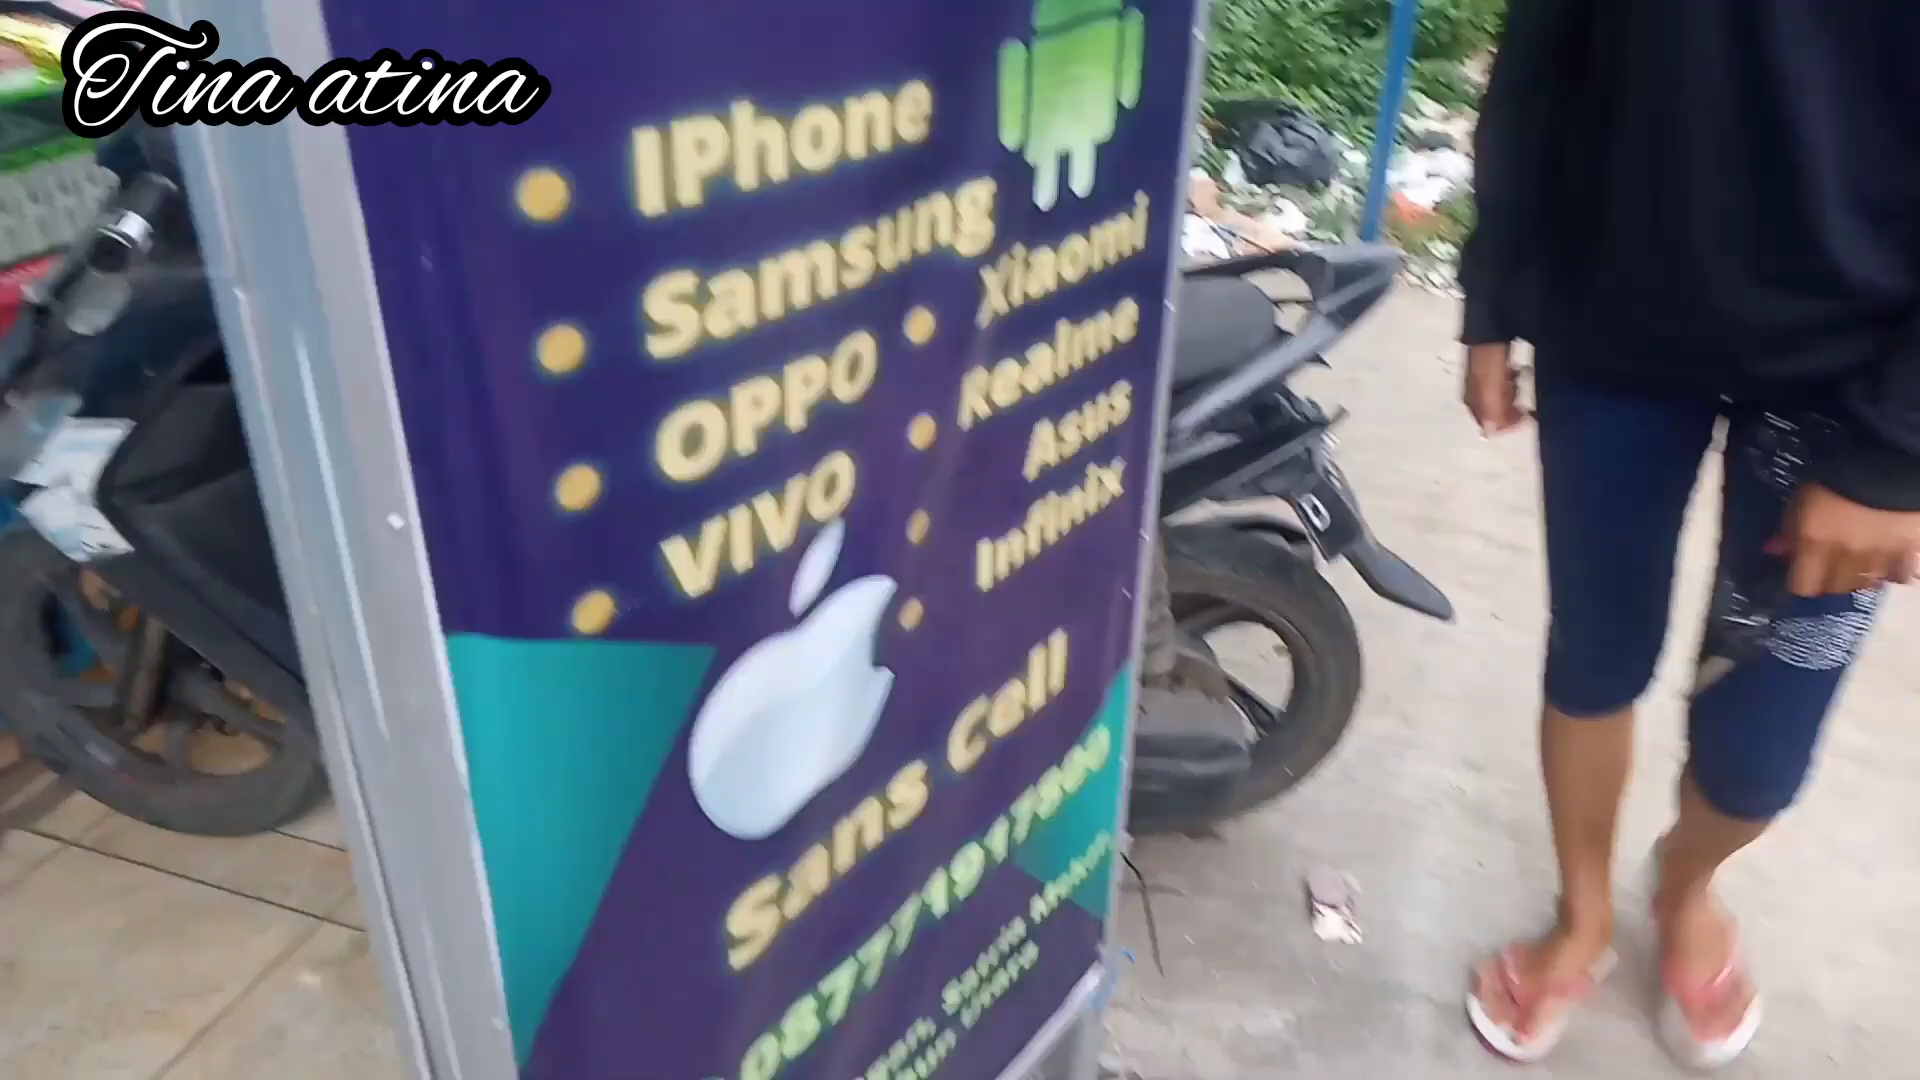 Tina atina
IPhone
Samsung
OPPO
VIVO
Xiaomi
Realme
Asus
Infinix
Sans Cell